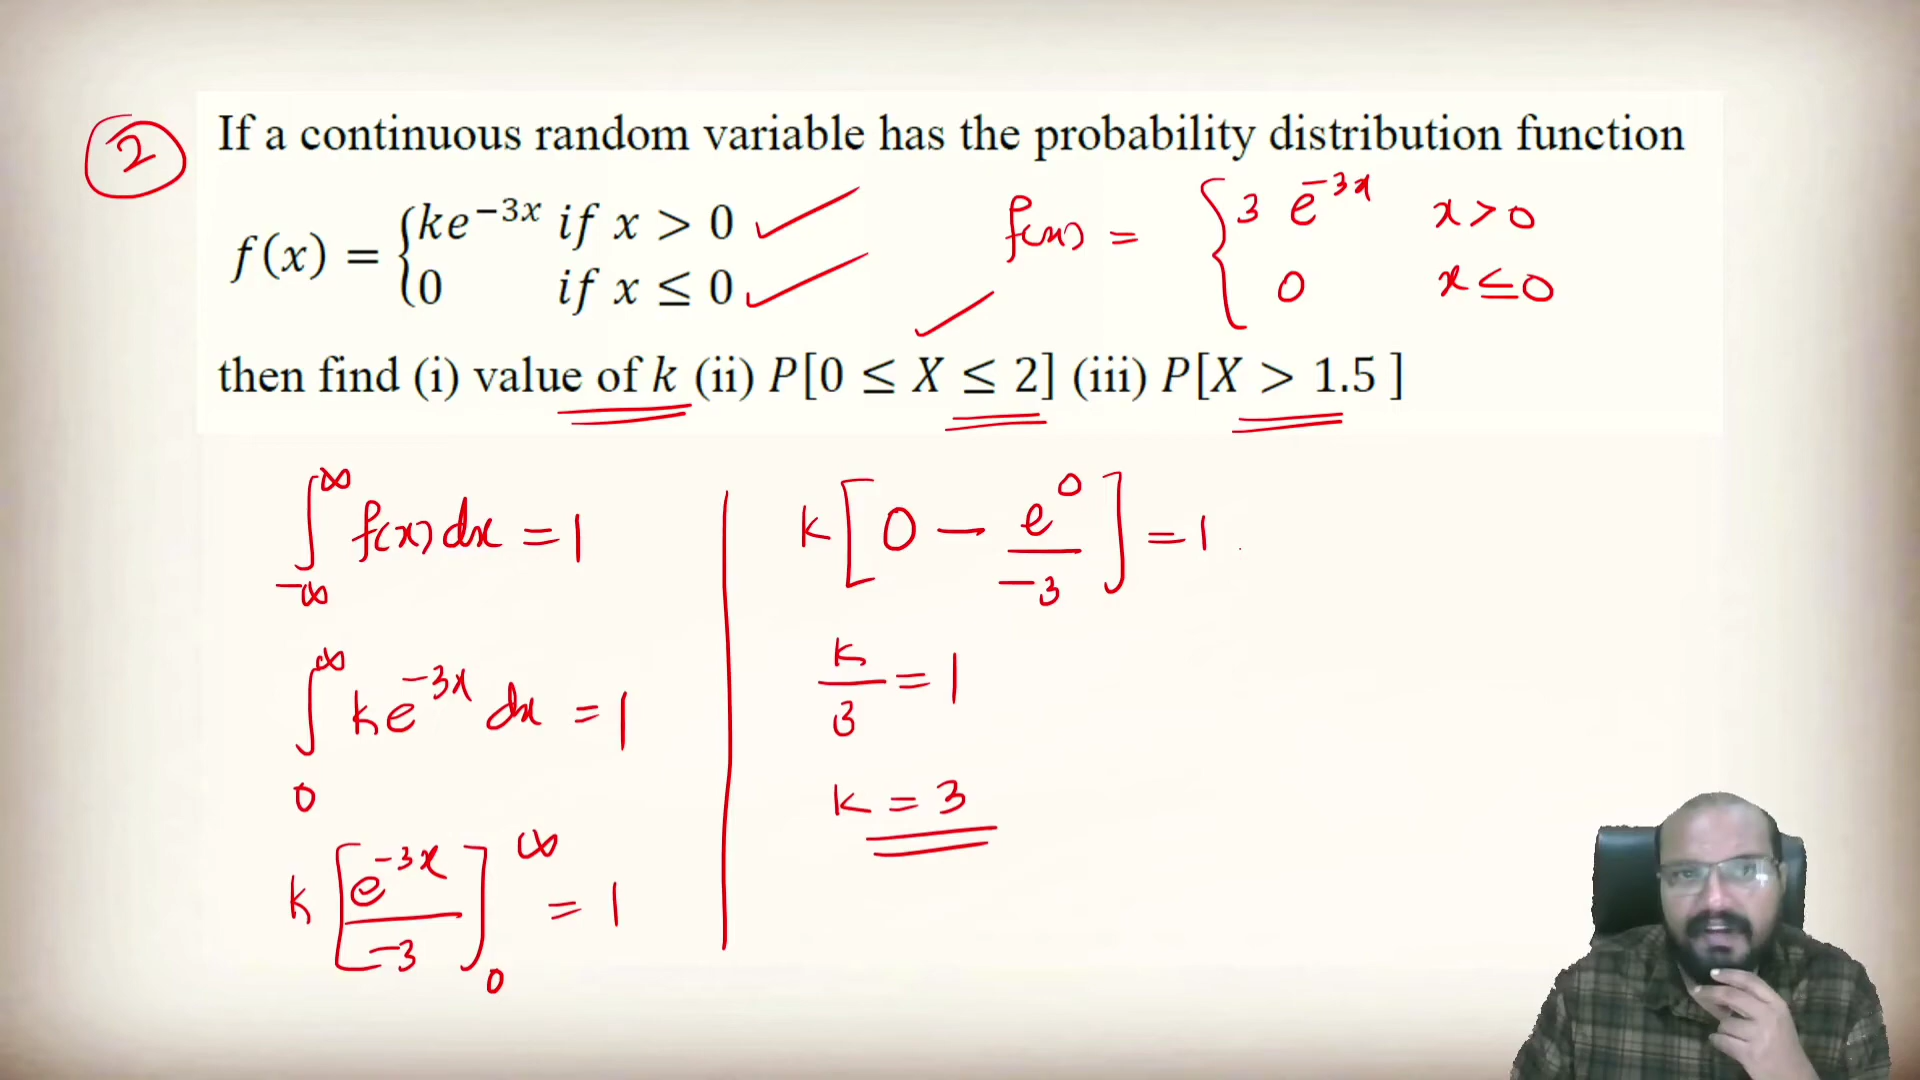 2
If a continuous random variable has the probability distribution function
f(x) = {ke⁻³ˣ if x > 0
0 if x ≤ 0
f(x) = { 3 e⁻³ˣ x>0
0 x≤0
then find (i) value of k (ii) P[0 ≤ X ≤ 2] (iii) P[X > 1.5 ]
∫_{-∞}^{∞} f(x) dx = 1
∫_{0}^{∞} ke⁻³ˣ dx = 1
k [e⁻³ˣ / -3]_{0}^{∞} = 1
k [0 - e⁰ / -3] = 1
k/3 = 1
k = 3